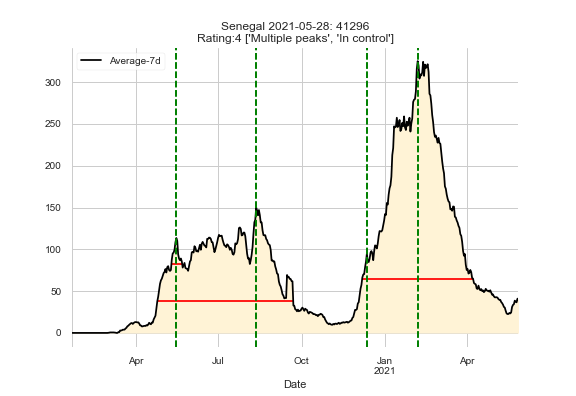 Senegal 2021-05-28: 41296
Rating:4 ['Multiple peaks', 'In control']
Average-7d
300
250
200
150
100
50
0
Apr
Jul
Oct
Jan
2021
Apr
Date